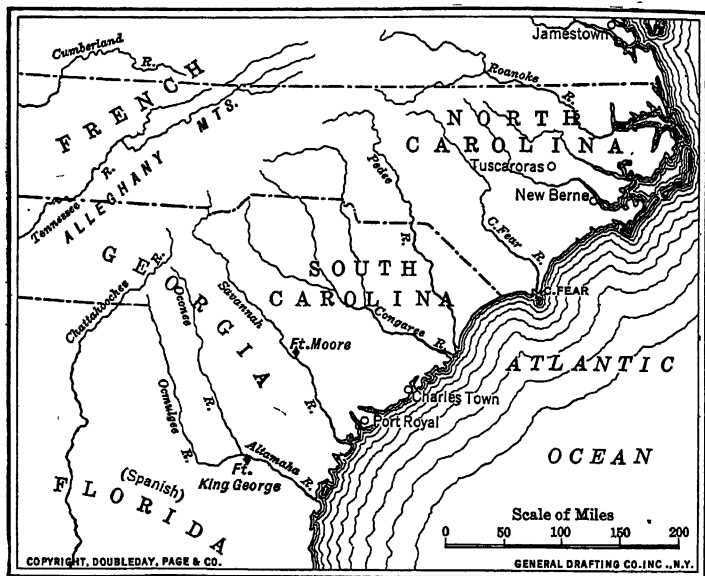 Jamestown
Cumberland R.
FRENCH
Roanoke R.
NORTH
CAROLINA
Tuscaroras
New Berne
ALLEGHANY MTS.
Tennessee R.
Pedee R.
C. Fear R.
C. FEAR
GEORGIA
SOUTH
CAROLINA
Chattahoochee R.
Oconee R.
Savannah R.
Congaree R.
Ft. Moore
Ocmulgee R.
ATLANTIC
OCEAN
Charles Town
Port Royal
Altamaha R.
Ft.
King George
(Spanish)
FLORIDA
Scale of Miles
0 50 100 150 200
COPYRIGHT, DOUBLEDAY, PAGE & CO.
GENERAL DRAFTING CO. INC., N.Y.